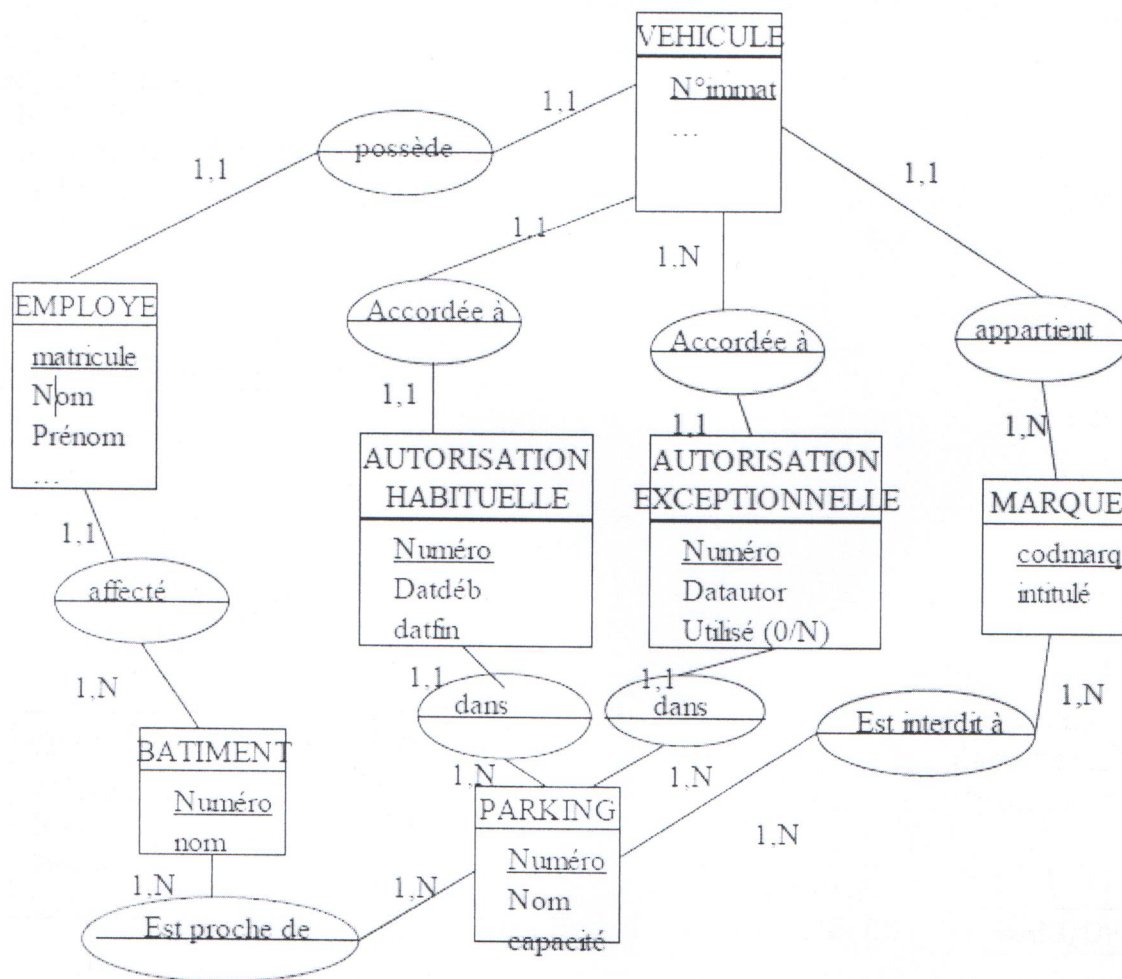 VEHICULE
N°immat
...
1,1
possède
1,1
1,1
1,1
1,N
EMPLOYE
matricule
Nom
Prénom
...
Accordée à
Accordée à
appartient
1,1
1,1
1,N
AUTORISATION
HABITUELLE
Numéro
Datdéb
datfin
AUTORISATION
EXCEPTIONNELLE
Numéro
Datautor
Utilisé (0/N)
MARQUE
codmarq
intitulé
1,1
affecté
1,N
1,1
dans
1,1
dans
1,N
Est interdit à
BATIMENT
Numéro
nom
1,N
1,N
PARKING
Numéro
Nom
capacité
1,N
1,N
1,N
Est proche de